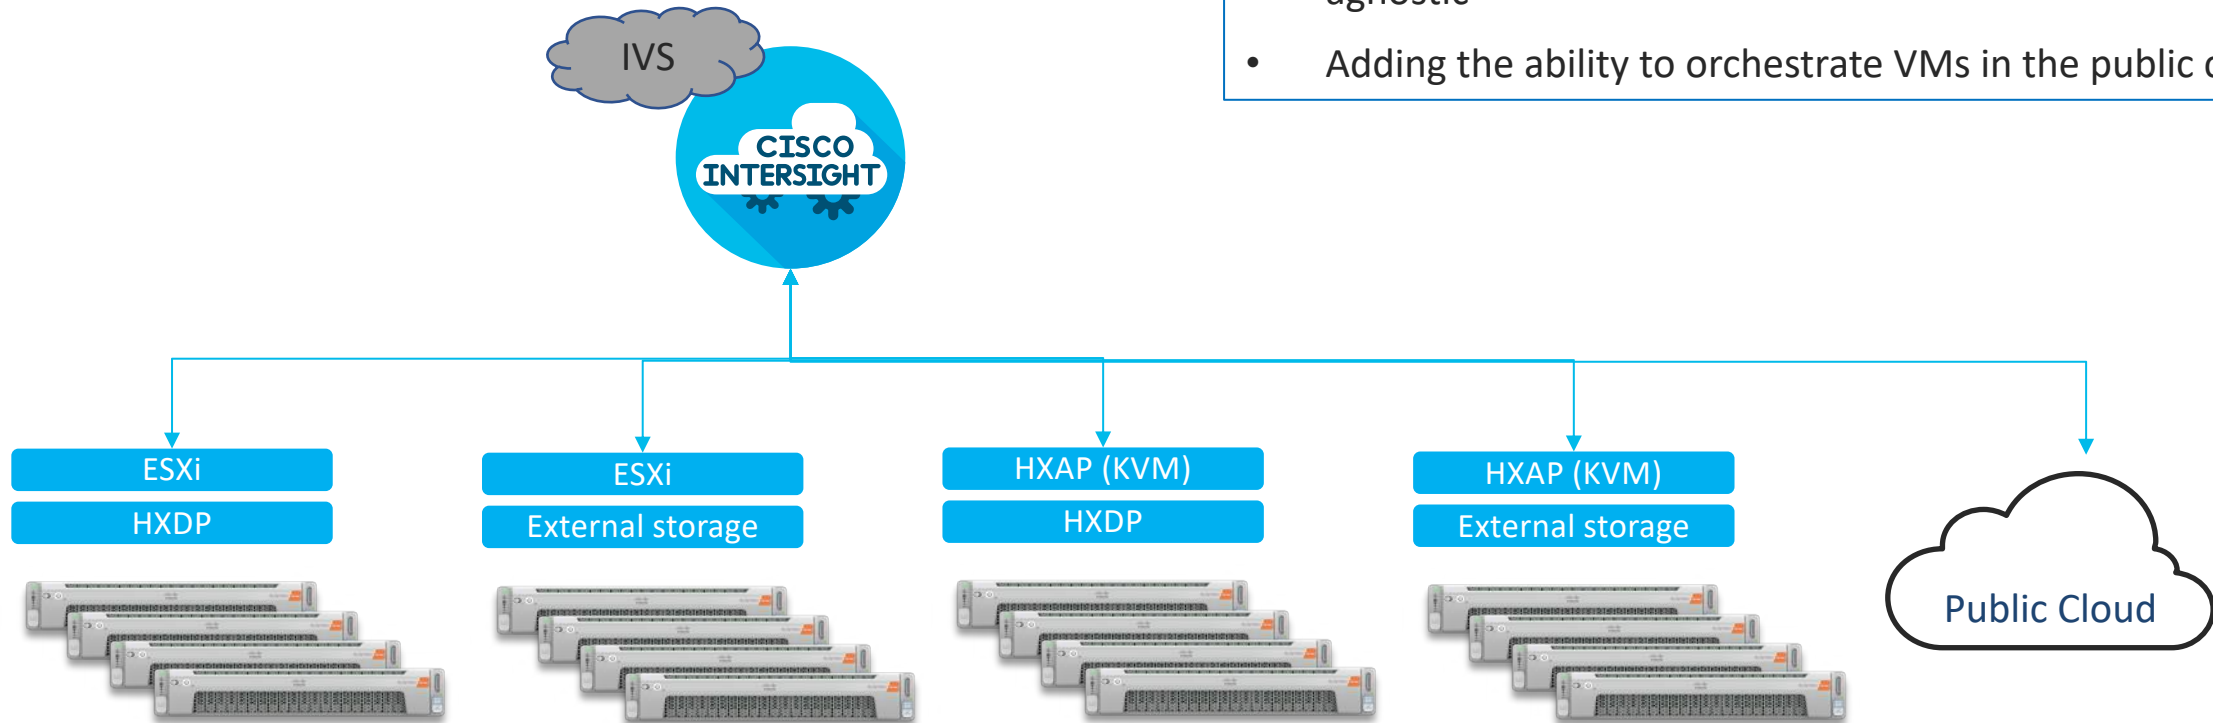 agnostic
• Adding the ability to orchestrate VMs in the public
IVS
CISCO
INTERSIGHT
ESXi
HXDP
ESXi
External storage
HXAP (KVM)
HXDP
HXAP (KVM)
External storage
Public Cloud